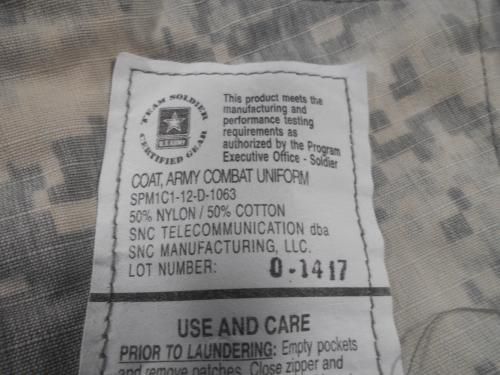 TEAM SOLDIER
U.S. ARMY
CERTIFIED GEAR
This product meets the
manufacturing and
performance testing
requirements as
authorized by the Program
Executive Office - Soldier
COAT, ARMY COMBAT UNIFORM
SPM1C1-12-D-1063
50% NYLON / 50% COTTON
SNC TELECOMMUNICATION dba
SNC MANUFACTURING, LLC.
LOT NUMBER: 0-1417
USE AND CARE
PRIOR TO LAUNDERING: Empty pockets
and remove patches. Close zipper and